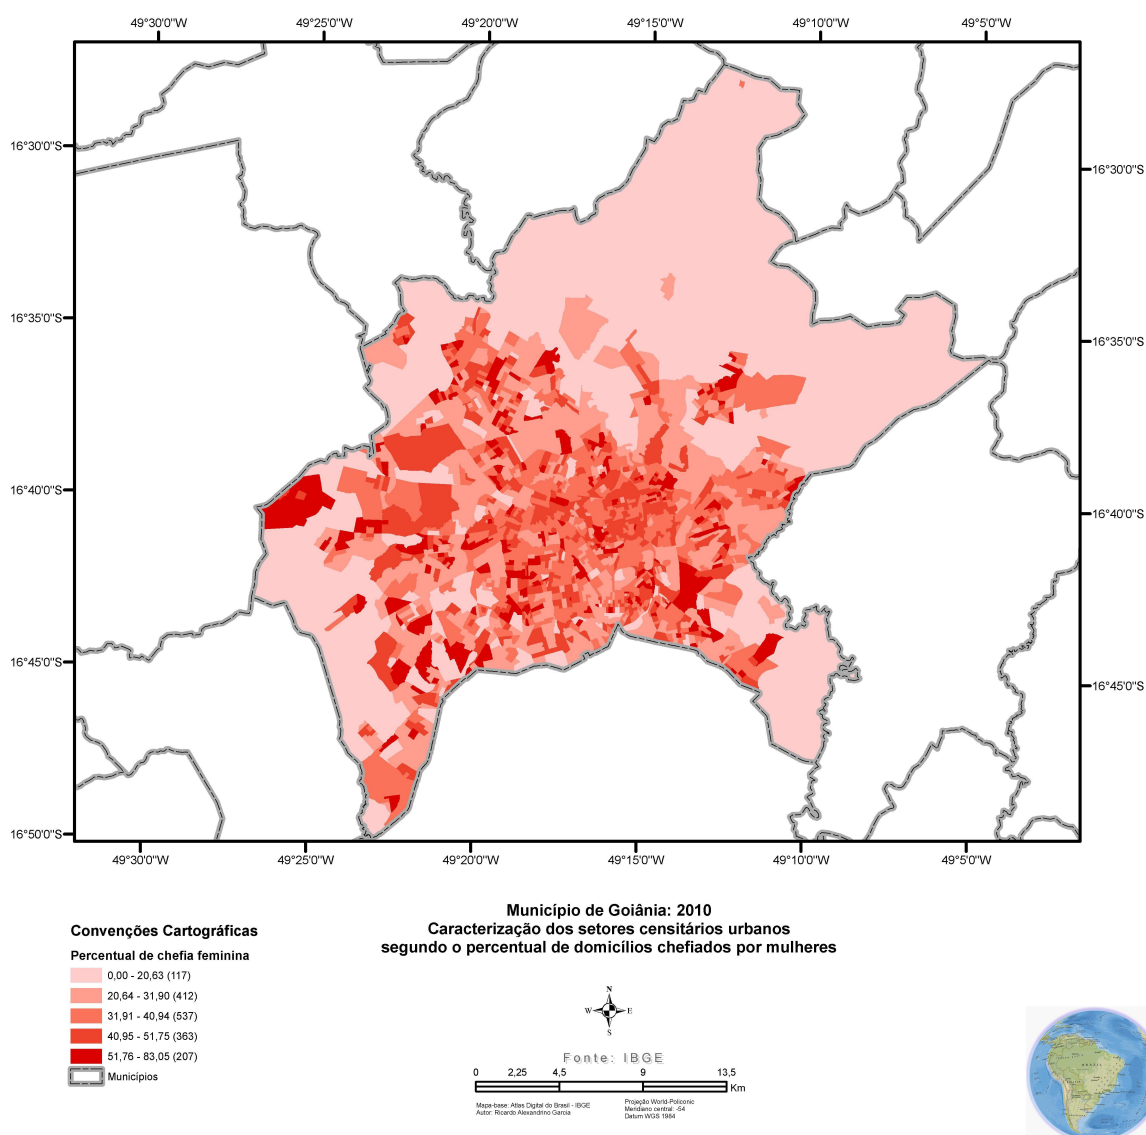 49°30'0"W 49°25'0"W 49°20'0"W 49°15'0"W 49°10'0"W 49°5'0"W
16°30'0"S 16°30'0"S
16°35'0"S 16°35'0"S
16°40'0"S 16°40'0"S
16°45'0"S 16°45'0"S
16°50'0"S
49°30'0"W 49°25'0"W 49°20'0"W 49°15'0"W 49°10'0"W 49°5'0"W
Município de Goiânia: 2010
Caracterização dos setores censitários urbanos
segundo o percentual de domicílios chefiados por mulheres
Convenções Cartográficas
Percentual de chefia feminina
0,00 - 20,63 (117)
20,64 - 31,90 (412)
31,91 - 40,94 (537)
40,95 - 51,75 (363)
51,76 - 83,05 (207)
Municípios
N
W E
S
Fonte: IBGE
0 2,25 4,5 9 13,5
Km
Mapa-base: Atlas Digital do Brasil - IBGE
Autor: Ricardo Alexandrino Garcia
Projeção World-Policonic
Meridiano central: -54
Datum WGS 1984
BRAZIL